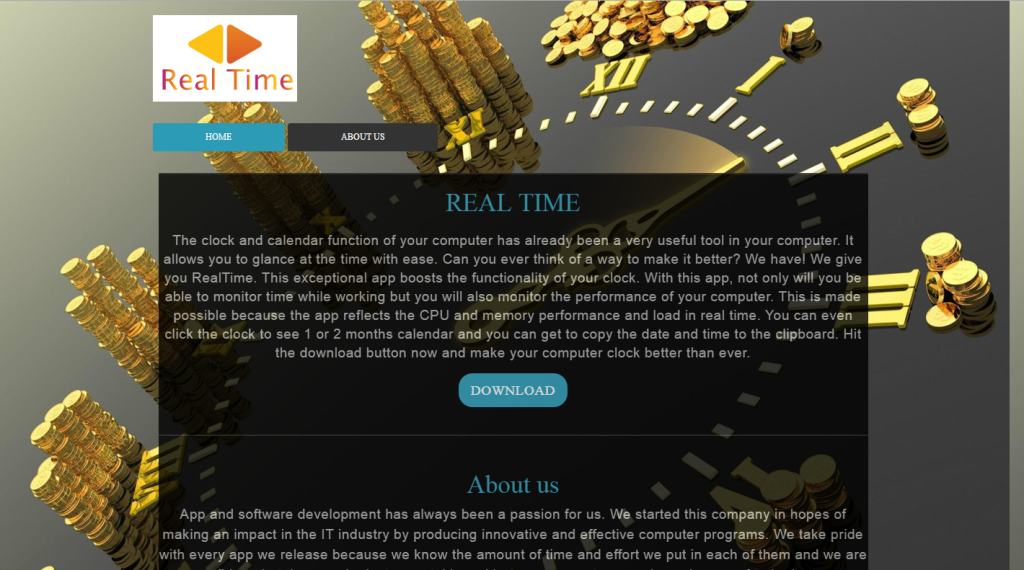 Real Time
HOME
ABOUT US
XII
I
XI
II
III
REAL TIME
The clock and calendar function of your computer has already been a very useful tool in your computer. It
allows you to glance at the time with ease. Can you ever think of a way to make it better? We have! We give
you RealTime. This exceptional app boosts the functionality of your clock. With this app, not only will you be
able to monitor time while working but you will also monitor the performance of your computer. This is made
possible because the app reflects the CPU and memory performance and load in real time. You can even
click the clock to see 1 or 2 months calendar and you can get to copy the date and time to the clipboard. Hit
the download button now and make your computer clock better than ever.
DOWNLOAD
About us
App and software development has always been a passion for us. We started this company in hopes of
making an impact in the IT industry by producing innovative and effective computer programs. We take pride
with every app we release because we know the amount of time and effort we put in each of them and we are